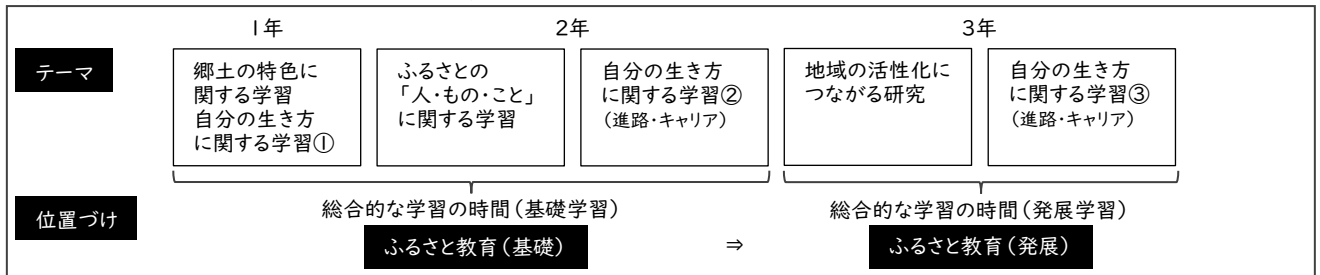 1年
2年
3年
テーマ
郷土の特色に
関する学習
自分の生き方
に関する学習①
ふるさとの
「人・もの・こと」
に関する学習
自分の生き方
に関する学習②
(進路・キャリア)
地域の活性化に
つながる研究
自分の生き方
に関する学習③
(進路・キャリア)
位置づけ
総合的な学習の時間(基礎学習)
総合的な学習の時間(発展学習)
ふるさと教育(基礎)
⇒
ふるさと教育(発展)